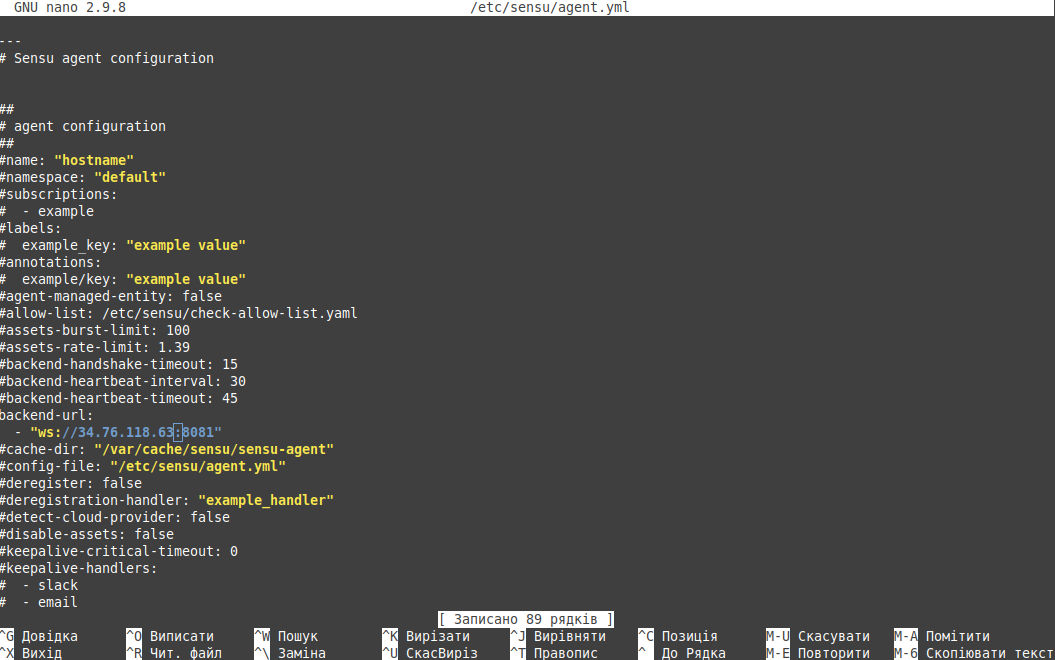 GNU nano 2.9.8 /etc/sensu/agent.yml
---
# Sensu agent configuration
##
# agent configuration
##
#name: "hostname"
#namespace: "default"
#subscriptions:
#  - example
#labels:
#  example_key: "example value"
#annotations:
#  example/key: "example value"
#agent-managed-entity: false
#allow-list: /etc/sensu/check-allow-list.yaml
#assets-burst-limit: 100
#assets-rate-limit: 1.39
#backend-handshake-timeout: 15
#backend-heartbeat-interval: 30
#backend-heartbeat-timeout: 45
backend-url:
  - "ws://34.76.118.63:8081"
#cache-dir: "/var/cache/sensu/sensu-agent"
#config-file: "/etc/sensu/agent.yml"
#deregister: false
#deregistration-handler: "example_handler"
#detect-cloud-provider: false
#disable-assets: false
#keepalive-critical-timeout: 0
#keepalive-handlers:
#  - slack
#  - email
[ Записано 89 рядків ]
^G Довідка ^O Виписати ^W Пошук ^K Вирізати ^J Вирівняти ^C Позиція M-U Скасувати M-A Помітити
^X Вихід ^R Чит. файл ^\ Заміна ^U СкасВиріз ^T Правопис ^_ До Рядка M-E Повторити M-6 Скопіювати текст